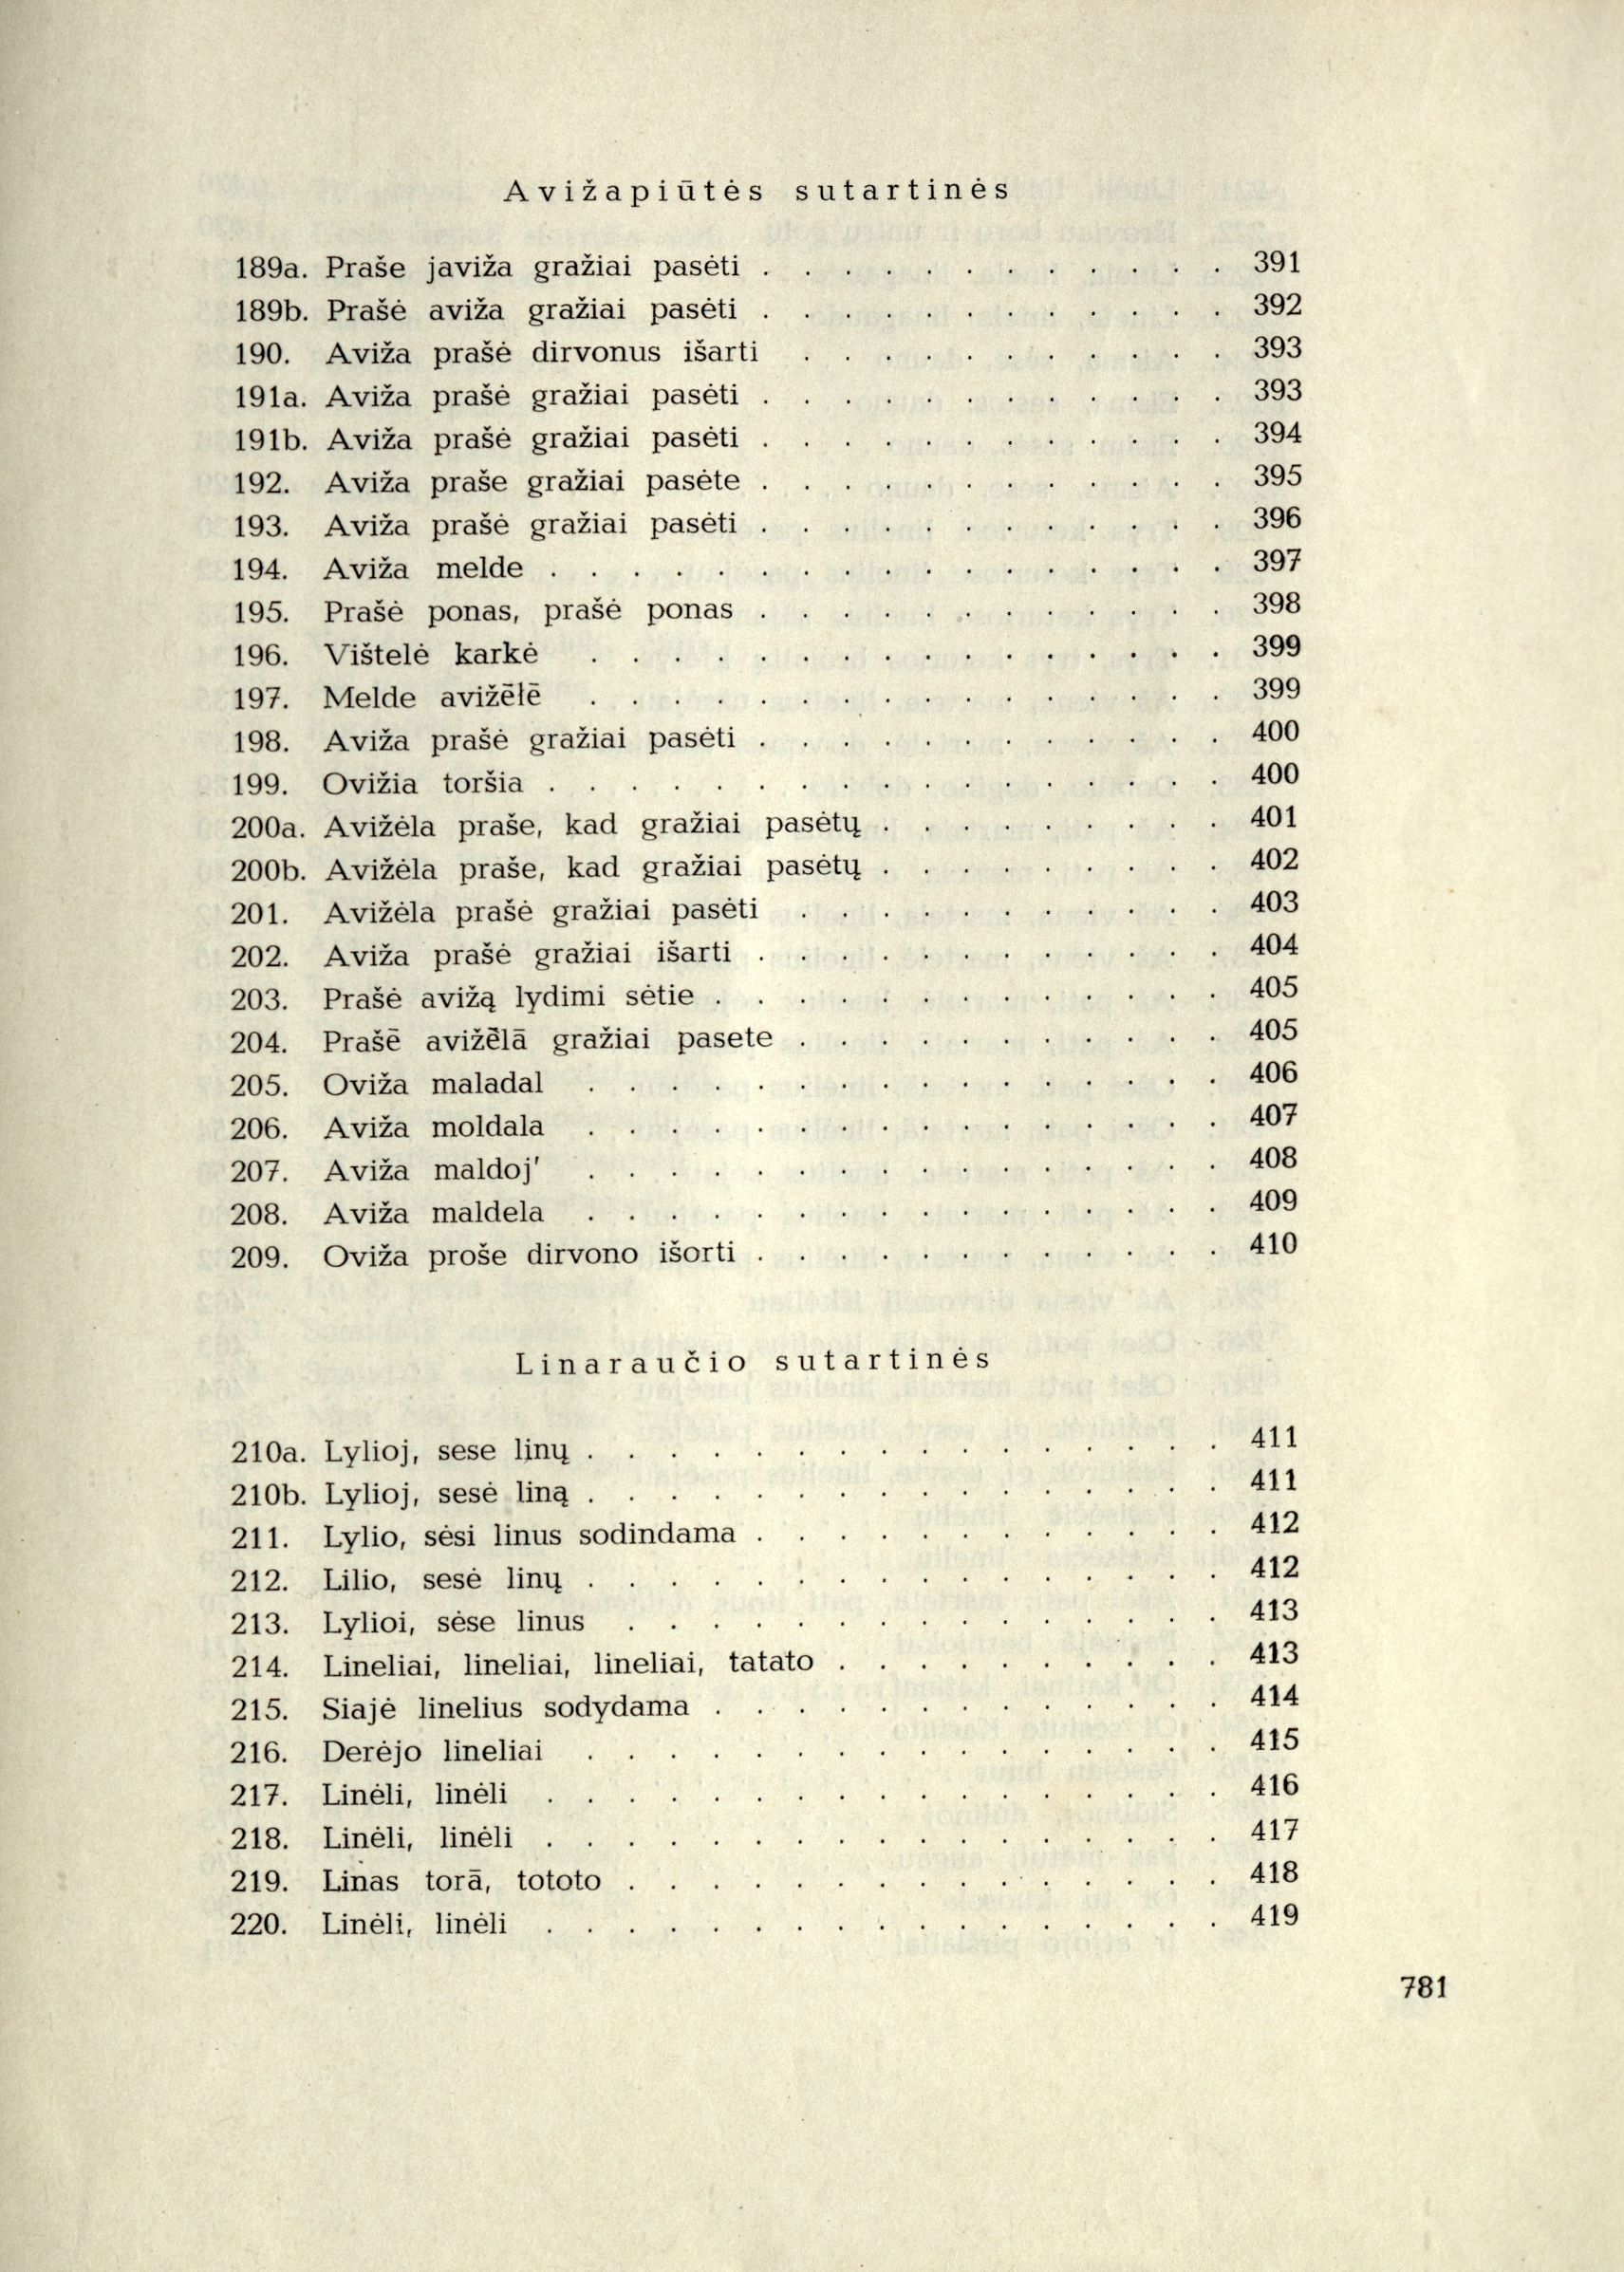 Avižapiūtės sutartinės
189a. Praše javiža gražiai pasėti . . . . . . . . . . . . 391
189b. Prašė aviža gražiai pasėti . . . . . . . . . . . . 392
190. Aviža prašė dirvonus išarti . . . . . . . . . . . 393
191a. Aviža prašė gražiai pasėti . . . . . . . . . . . . 393
191b. Aviža prašė gražiai pasėti . . . . . . . . . . . . 394
192. Aviža praše gražiai pasėte . . . . . . . . . . . . 395
193. Aviža prašė gražiai pasėti . . . . . . . . . . . . 396
194. Aviža melde . . . . . . . . . . . . . . . . . 397
195. Prašė ponas, prašė ponas . . . . . . . . . . . . 398
196. Vištelė karkė . . . . . . . . . . . . . . . . 399
197. Melde avižēlē . . . . . . . . . . . . . . . . 399
198. Aviža prašė gražiai pasėti . . . . . . . . . . . . 400
199. Ovižia toršia . . . . . . . . . . . . . . . . . 400
200a. Avižėla praše, kad gražiai pasėtų . . . . . . . . . 401
200b. Avižėla praše, kad gražiai pasėtų . . . . . . . . . 402
201. Avižėla prašė gražiai pasėti . . . . . . . . . . . 403
202. Aviža prašė gražiai išarti . . . . . . . . . . . . 404
203. Prašė avižą lydimi sėtie . . . . . . . . . . . . . 405
204. Prašē avižēlā gražiai pasete . . . . . . . . . . . 405
205. Oviža maladal . . . . . . . . . . . . . . . . 406
206. Aviža moldala . . . . . . . . . . . . . . . . 407
207. Aviža maldoj' . . . . . . . . . . . . . . . . 408
208. Aviža maldela . . . . . . . . . . . . . . . . 409
209. Oviža proše dirvono išorti . . . . . . . . . . . . 410
Linaraučio sutartinės
210a. Lylioj, sese linų . . . . . . . . . . . . . . . . 411
210b. Lylioj, sesė liną . . . . . . . . . . . . . . . . 411
211. Lylio, sėsi linus sodindama . . . . . . . . . . . . 412
212. Lilio, sesė linų . . . . . . . . . . . . . . . . 412
213. Lylioi, sėse linus . . . . . . . . . . . . . . . 413
214. Lineliai, lineliai, lineliai, tatato . . . . . . . . . . 413
215. Siajė linelius sodydama . . . . . . . . . . . . . 414
216. Derėjo lineliai . . . . . . . . . . . . . . . . 415
217. Linėli, linėli . . . . . . . . . . . . . . . . . 416
218. Linėli, linėli . . . . . . . . . . . . . . . . . 417
219. Linas torā, tototo . . . . . . . . . . . . . . . 418
220. Linėli, linėli . . . . . . . . . . . . . . . . . 419
781